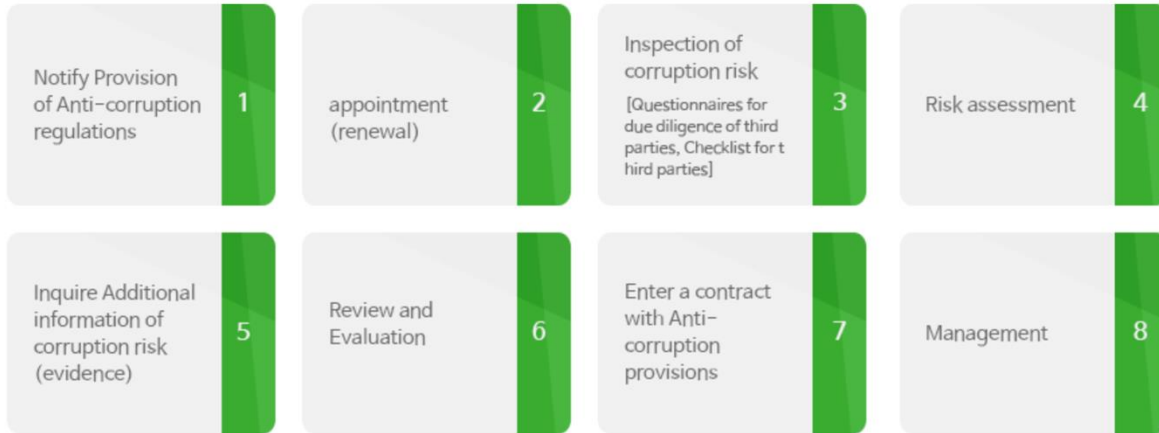 Notify Provision
of Anti-corruption
regulations
1
appointment
(renewal)
2
Inspection of
corruption risk
[Questionnaires for
due diligence of third
parties, Checklist for t
hird parties]
3
Risk assessment
4
Inquire Additional
information of
corruption risk
(evidence)
5
Review and
Evaluation
6
Enter a contract
with Anti-
corruption
provisions
7
Management
8